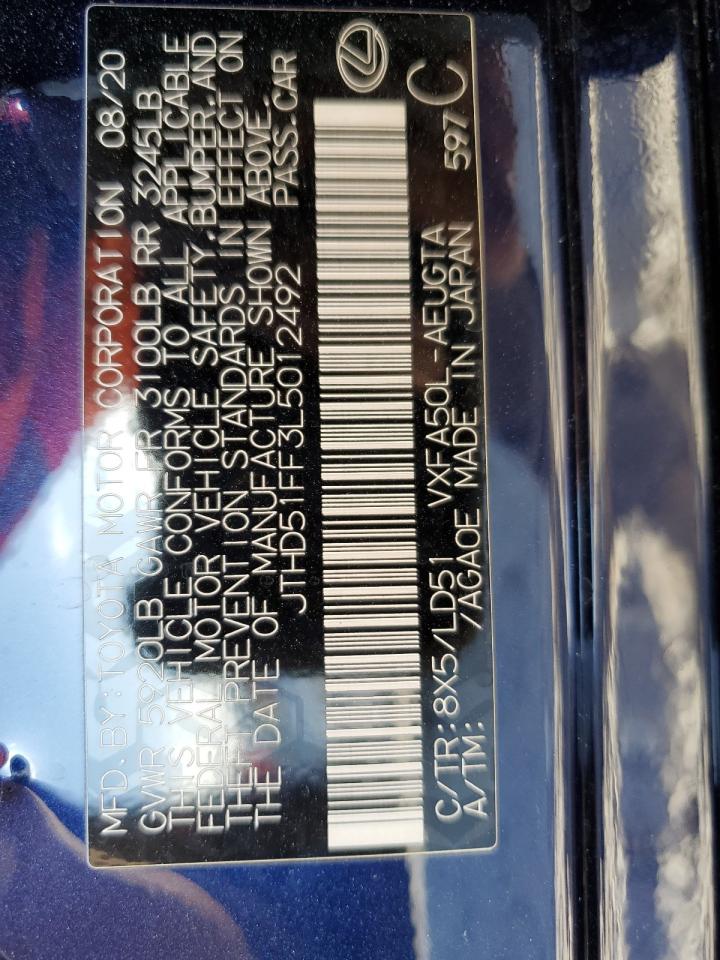 MFD. BY: TOYOTA MOTOR CORPORATION 08/20
GVWR 5920LB GAWR FR 3100LB RR 3245LB
THIS VEHICLE CONFORMS TO ALL APPLICABLE
FEDERAL MOTOR VEHICLE SAFETY, BUMPER, AND
THEFT PREVENTION STANDARDS IN EFFECT ON
THE DATE OF MANUFACTURE SHOWN ABOVE.
JTHD51FF3L5012492 PASS.CAR
C/TR: 8X5/LD51 VXFA50L-AEUGTA
A/TM: /AGA0E MADE IN JAPAN 597 C